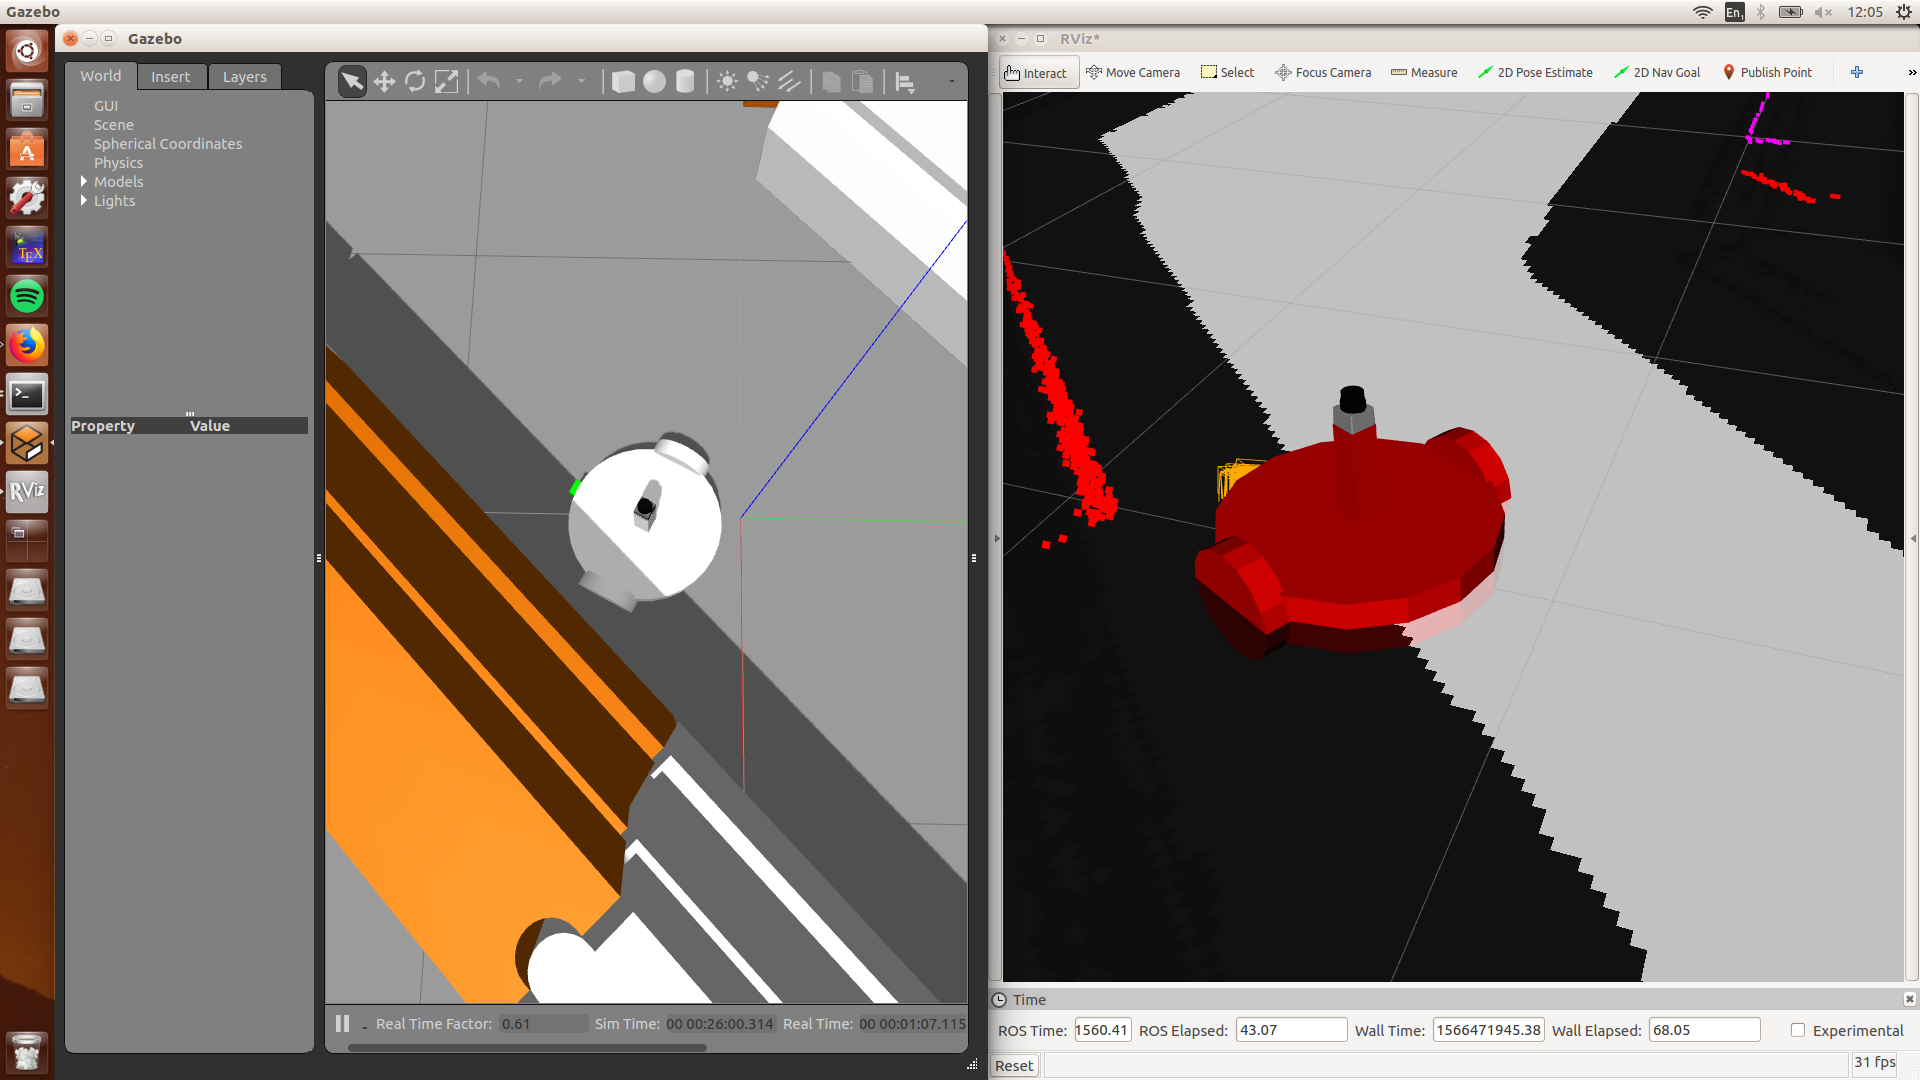 Gazebo
En1
12:05
Gazebo
RViz*
World
Insert
Layers
GUI
Scene
Spherical Coordinates
Physics
Models
Lights
Property Value
Interact
Move Camera
Select
Focus Camera
Measure
2D Pose Estimate
2D Nav Goal
Publish Point
»
TEX
RViz
Real Time Factor: 0.61 Sim Time: 00 00:26:00.314 Real Time: 00 00:01:07.115
Time
ROS Time: 1560.41 ROS Elapsed: 43.07 Wall Time: 1566471945.38 Wall Elapsed: 68.05 Experimental
Reset
31 fps